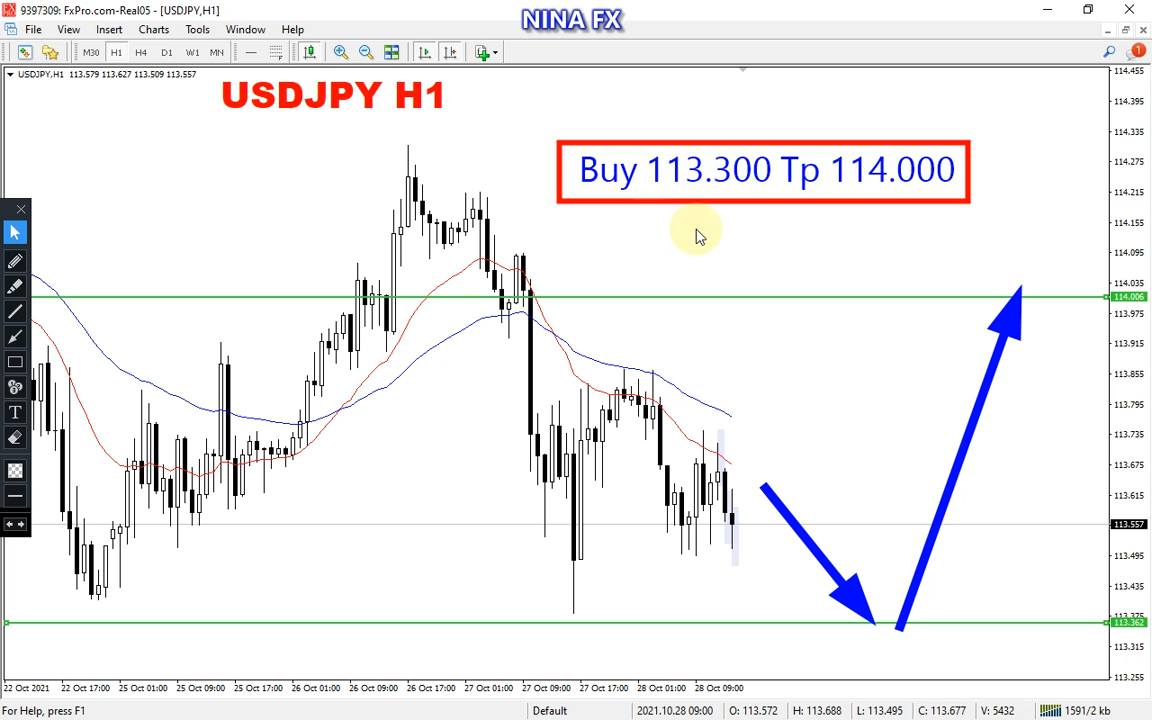 9397309: FxPro.com-Real05 - [USDJPY,H1]
NINA FX
File View Insert Charts Tools Window Help
M30 H1 H4 D1 W1 MN
1
USDJPY,H1 113.579 113.627 113.509 113.557
USDJPY H1
Buy 113.300 Tp 114.000
114.455
114.395
114.335
114.275
114.215
114.155
114.095
114.035
114.006
113.975
113.915
113.855
113.795
113.735
113.675
113.615
113.557
113.495
113.435
113.375
113.362
113.315
113.255
22 Oct 2021 22 Oct 17:00 25 Oct 01:00 25 Oct 09:00 25 Oct 17:00 26 Oct 01:00 26 Oct 09:00 26 Oct 17:00 27 Oct 01:00 27 Oct 09:00 27 Oct 17:00 28 Oct 01:00 28 Oct 09:00
For Help, press F1 Default 2021.10.28 09:00 O: 113.572 H: 113.688 L: 113.495 C: 113.677 V: 5432 1591/2 kb